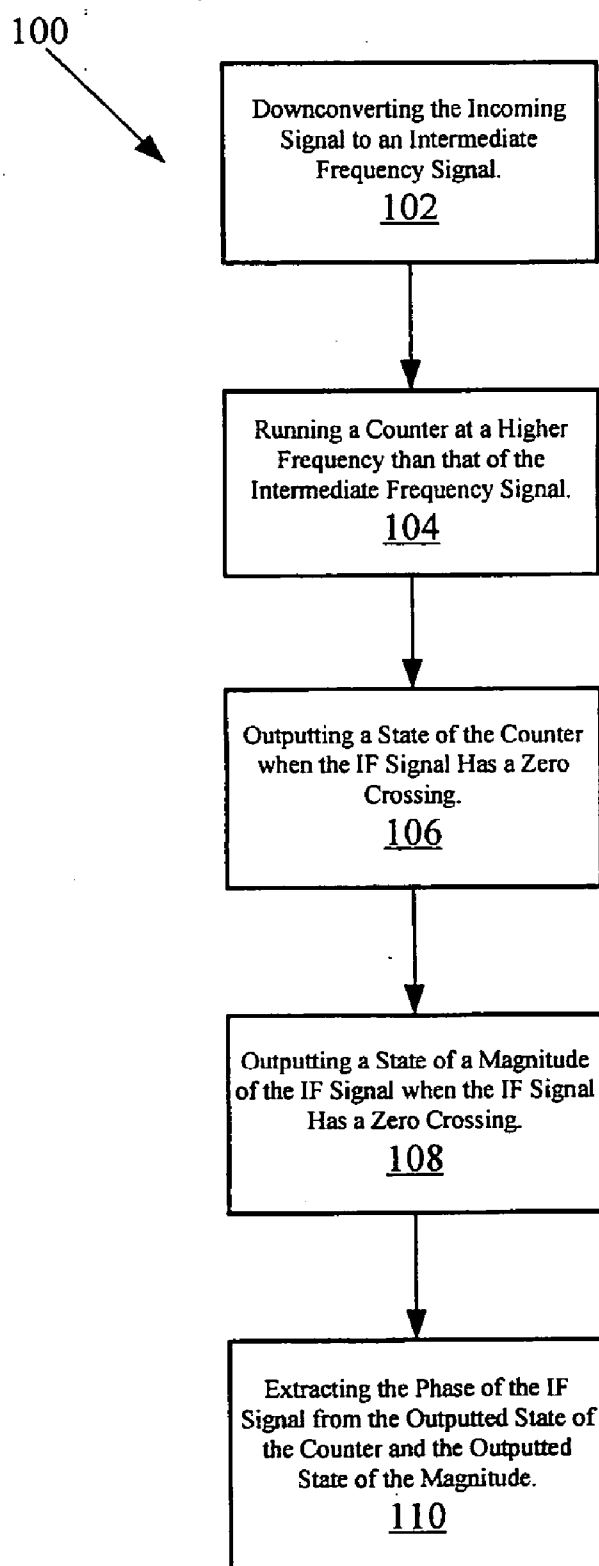 100
Downconverting the Incoming
Signal to an Intermediate
Frequency Signal.
102
Running a Counter at a Higher
Frequency than that of the
Intermediate Frequency Signal.
104
Outputting a State of the Counter
when the IF Signal Has a Zero
Crossing.
106
Outputting a State of a Magnitude
of the IF Signal when the IF Signal
Has a Zero Crossing.
108
Extracting the Phase of the IF
Signal from the Outputted State of
the Counter and the Outputted
State of the Magnitude.
110